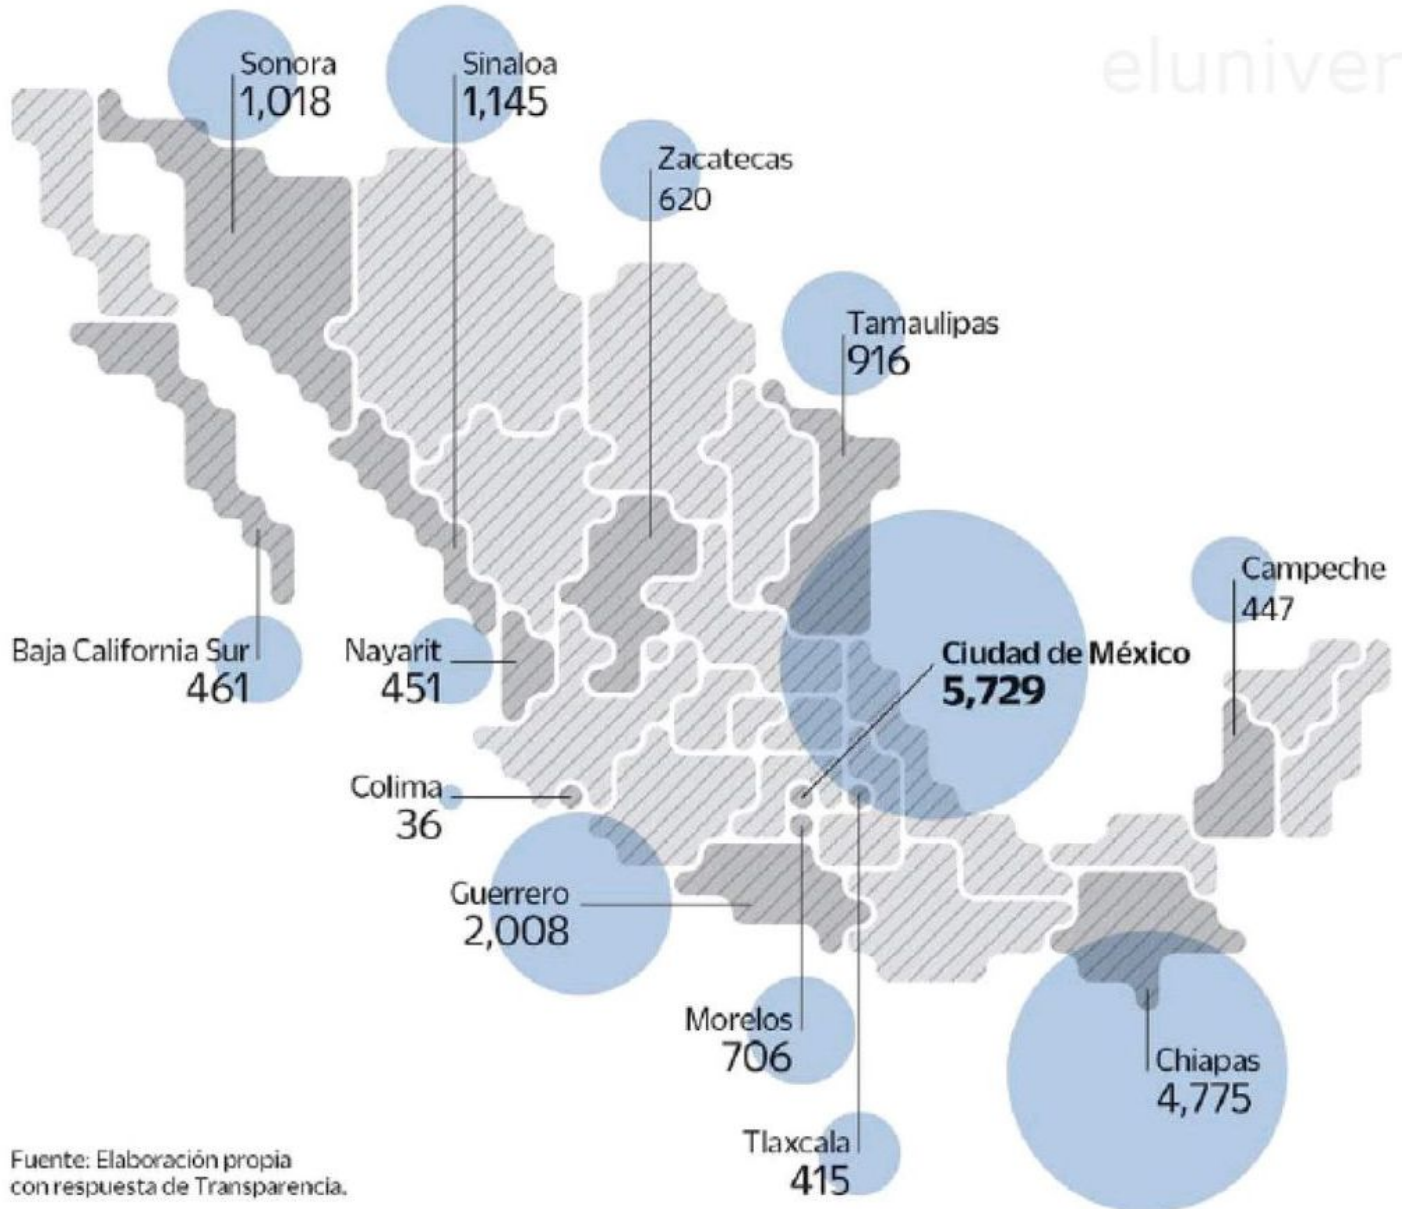 eluniver
Sonora
1,018
Sinaloa
1,145
Zacatecas
620
Tamaulipas
916
Campeche
447
Baja California Sur
461
Nayarit
451
Ciudad de México
5,729
Colima
36
Guerrero
2,008
Morelos
706
Chiapas
4,775
Tlaxcala
415
Fuente: Elaboración propia
con respuesta de Transparencia.